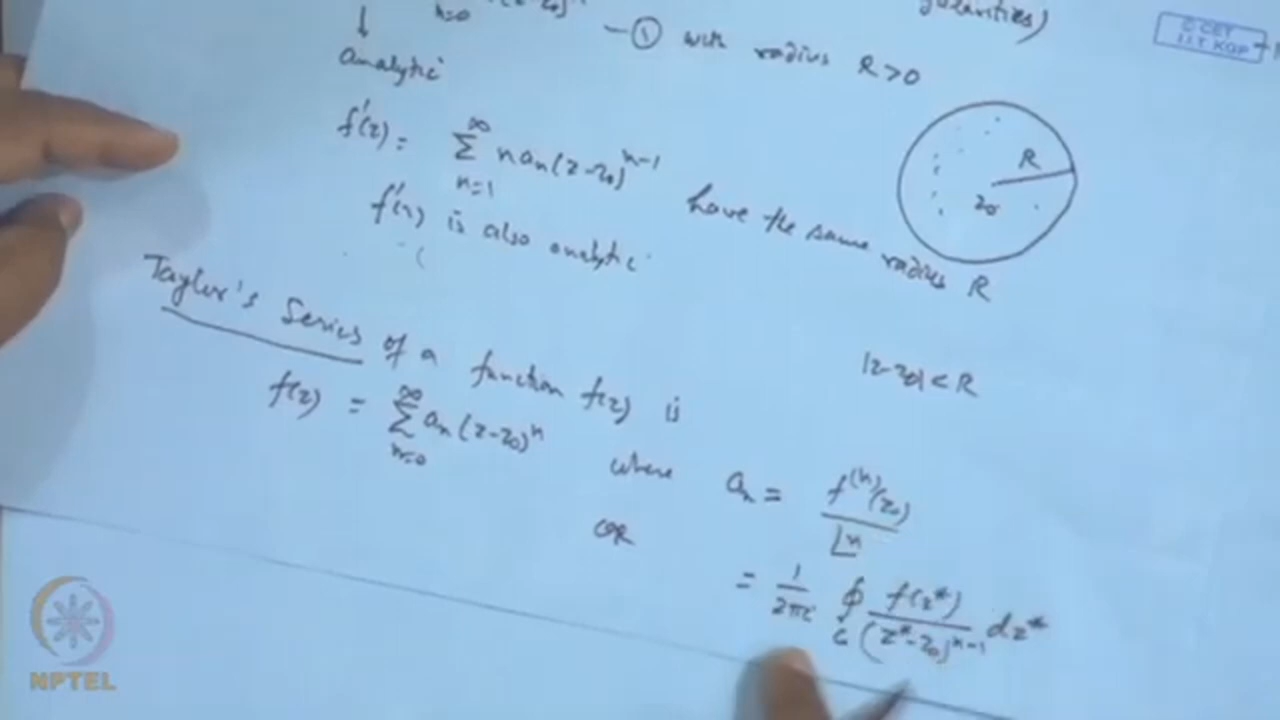 n=0 (z-z₀) — ① with radius R>0
© CET
I.I.T. KGP
analytic
f'(z) = ∑_{n=1}^{∞} n aₙ (z-z₀)^{n-1} have the same radius R
f'(z) is also analytic
R
z₀
Taylor's Series of a function f(z) is
|z-z₀| < R
f(z) = ∑_{n=0}^{∞} aₙ (z-z₀)^n where aₙ = f^{(n)}(z₀) / ⌊n
OR
= 1/2πi ∮_C f(z*) / (z*-z₀)^{n-1} dz*
NPTEL